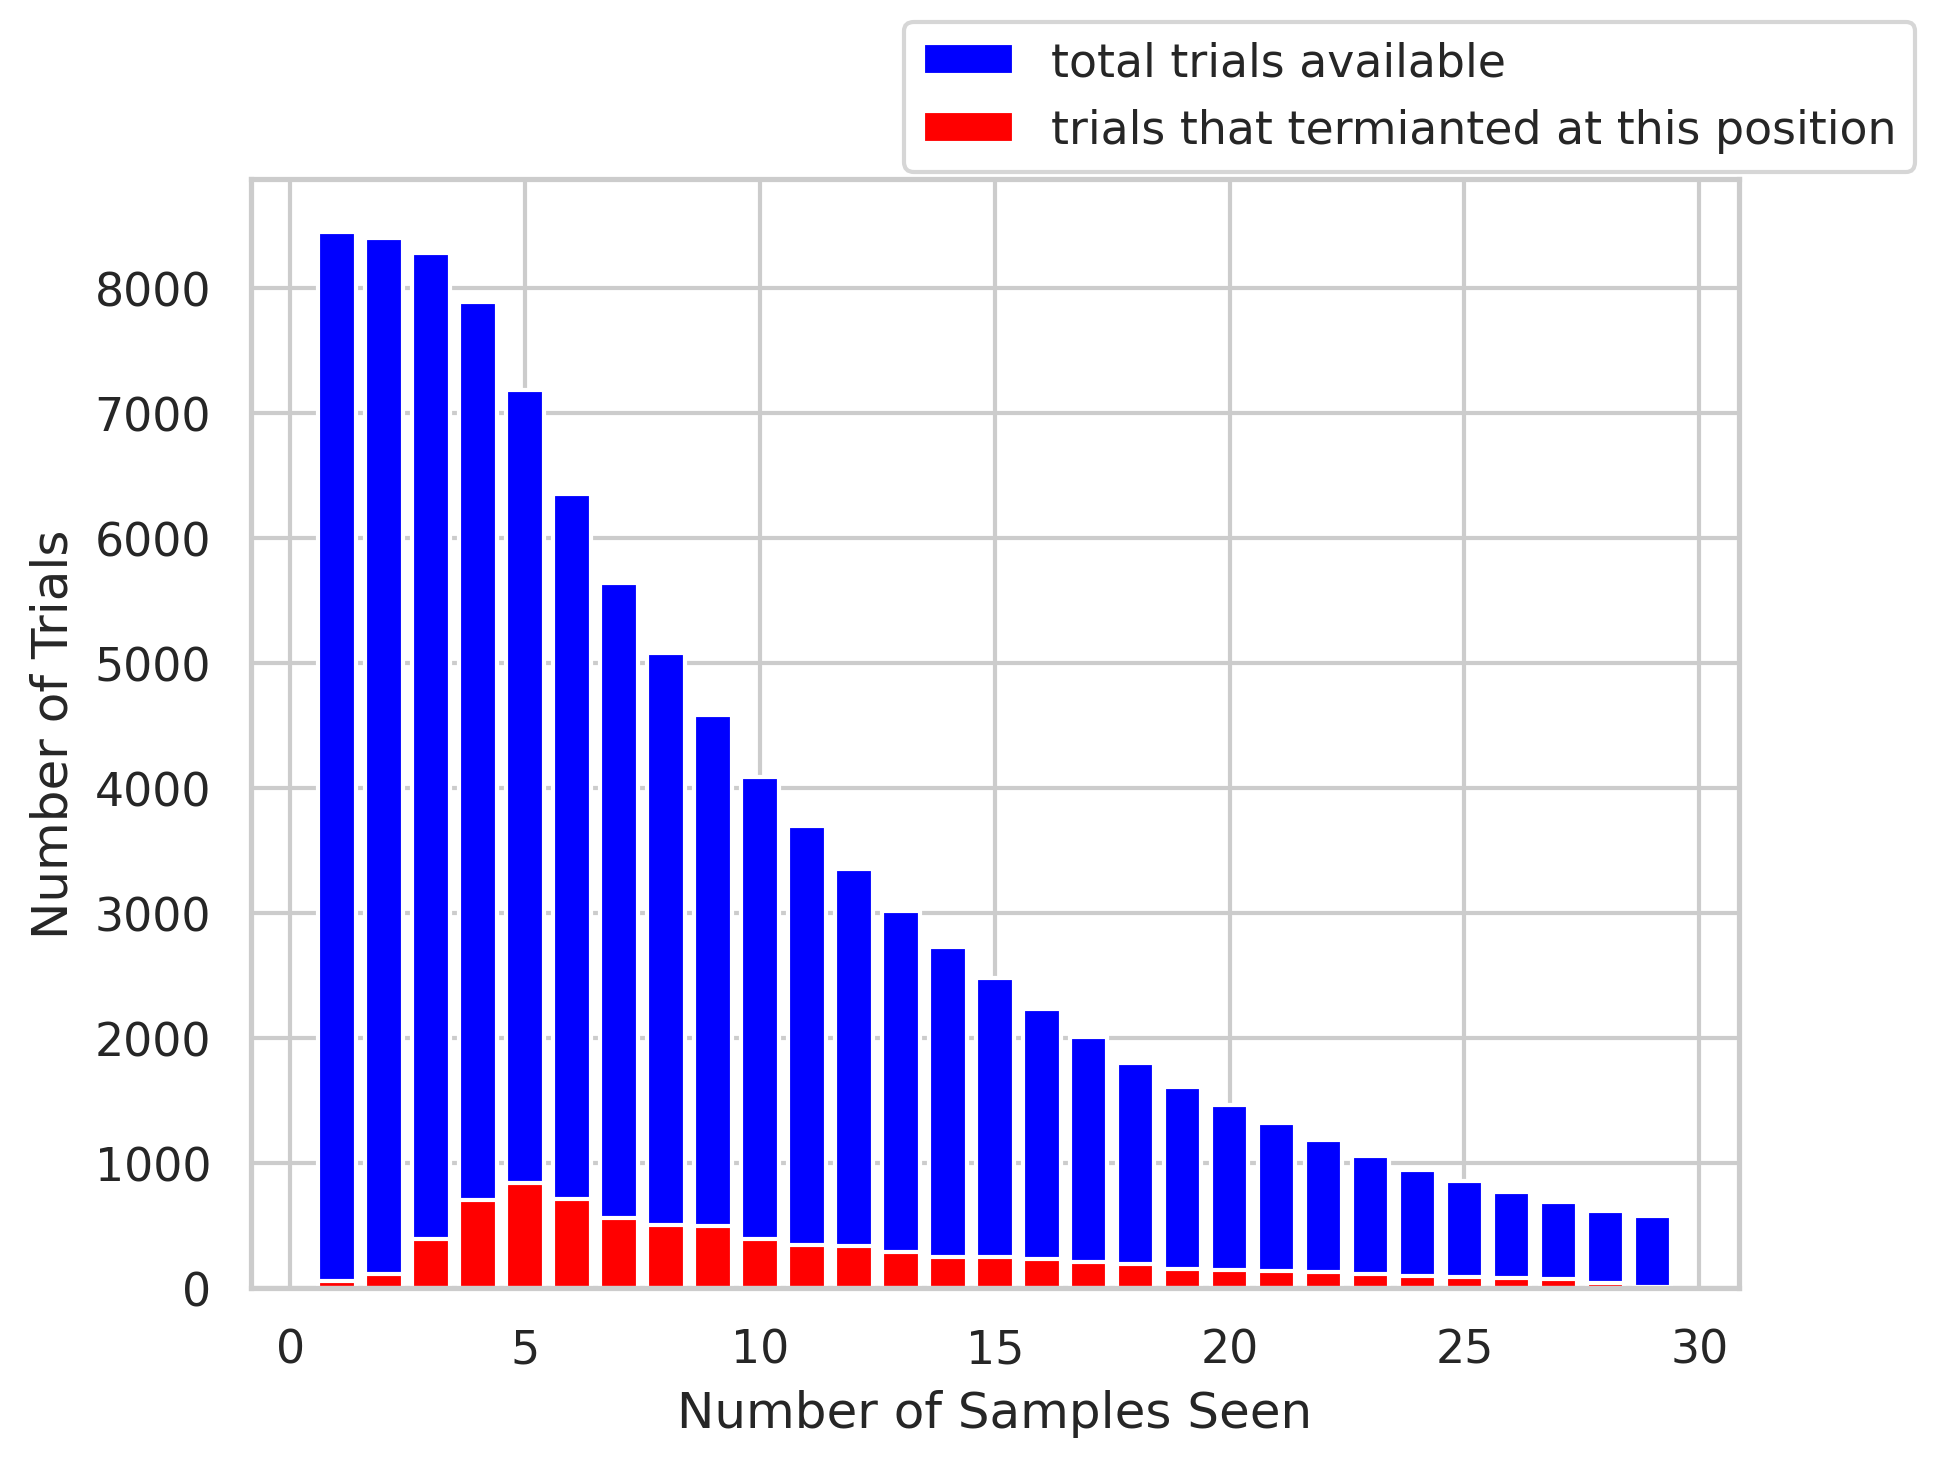 total trials available
trials that termianted at this position
Number of Trials
8000
7000
6000
5000
4000
3000
2000
1000
0
0 5 10 15 20 25 30
Number of Samples Seen